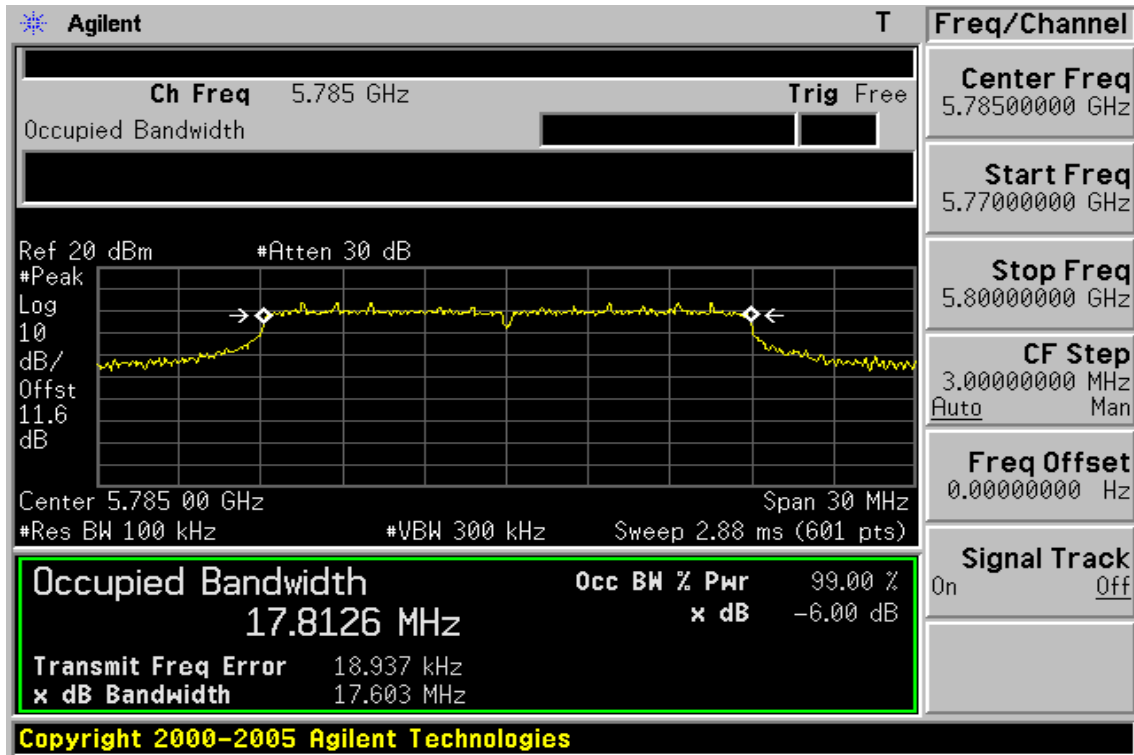 Agilent T Freq/Channel
Ch Freq 5.785 GHz Trig Free
Occupied Bandwidth
Center Freq
5.78500000 GHz
Start Freq
5.77000000 GHz
Stop Freq
5.80000000 GHz
CF Step
3.00000000 MHz
Auto Man
Freq Offset
0.00000000 Hz
Signal Track
On Off
Ref 20 dBm #Atten 30 dB
#Peak
Log
10
dB/
Offst
11.6
dB
Center 5.785 00 GHz Span 30 MHz
#Res BW 100 kHz #VBW 300 kHz Sweep 2.88 ms (601 pts)
Occupied Bandwidth Occ BW % Pwr 99.00 %
17.8126 MHz x dB -6.00 dB
Transmit Freq Error 18.937 kHz
x dB Bandwidth 17.603 MHz
Copyright 2000-2005 Agilent Technologies